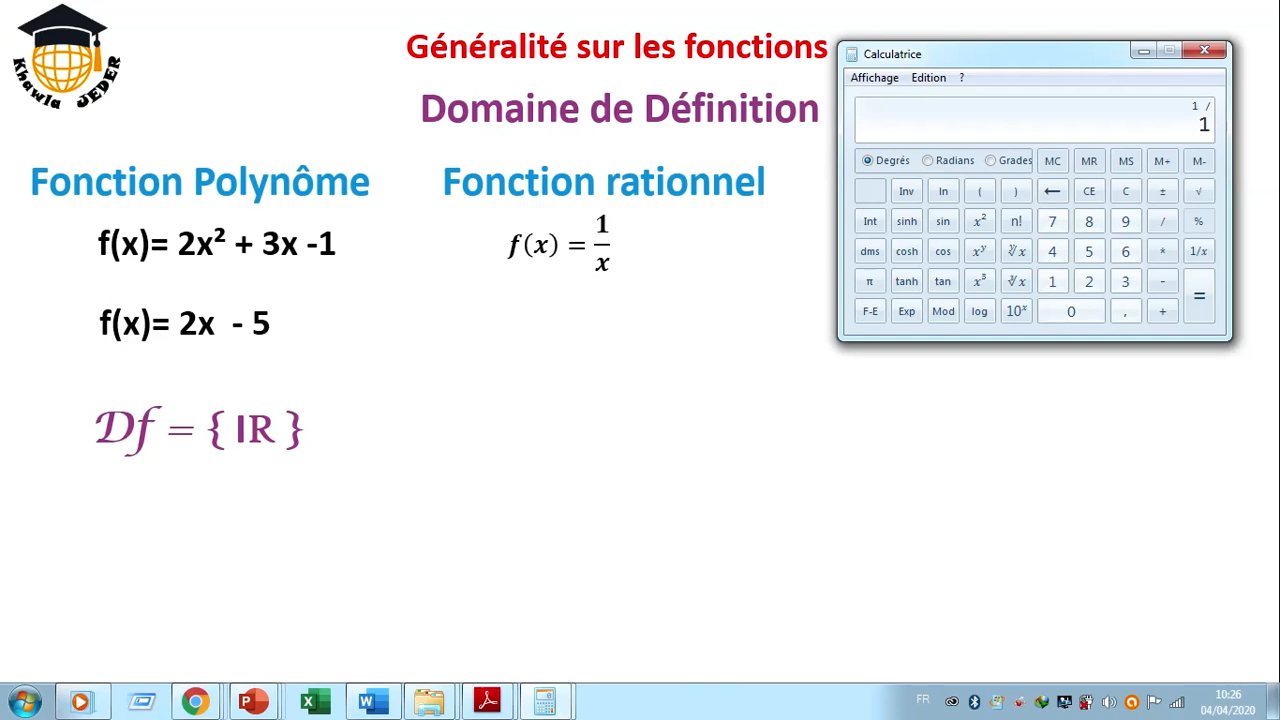 Khawla JEDER
Généralité sur les fonctions
Domaine de Définition
Fonction Polynôme
f(x)= 2x² + 3x -1
f(x)= 2x - 5
Df = { IR }
Fonction rationnel
f(x) = 1/x
Calculatrice
Affichage Edition ?
1 /
1
Degrés Radians Grades MC MR MS M+ M-
Inv ln ( ) ← CE C ± √
Int sinh sin x² n! 7 8 9 / %
dms cosh cos xʸ ʸ√x 4 5 6 * 1/x
π tanh tan x³ ³√x 1 2 3 - =
F-E Exp Mod log 10ˣ 0 , +
FR
10:26
04/04/2020